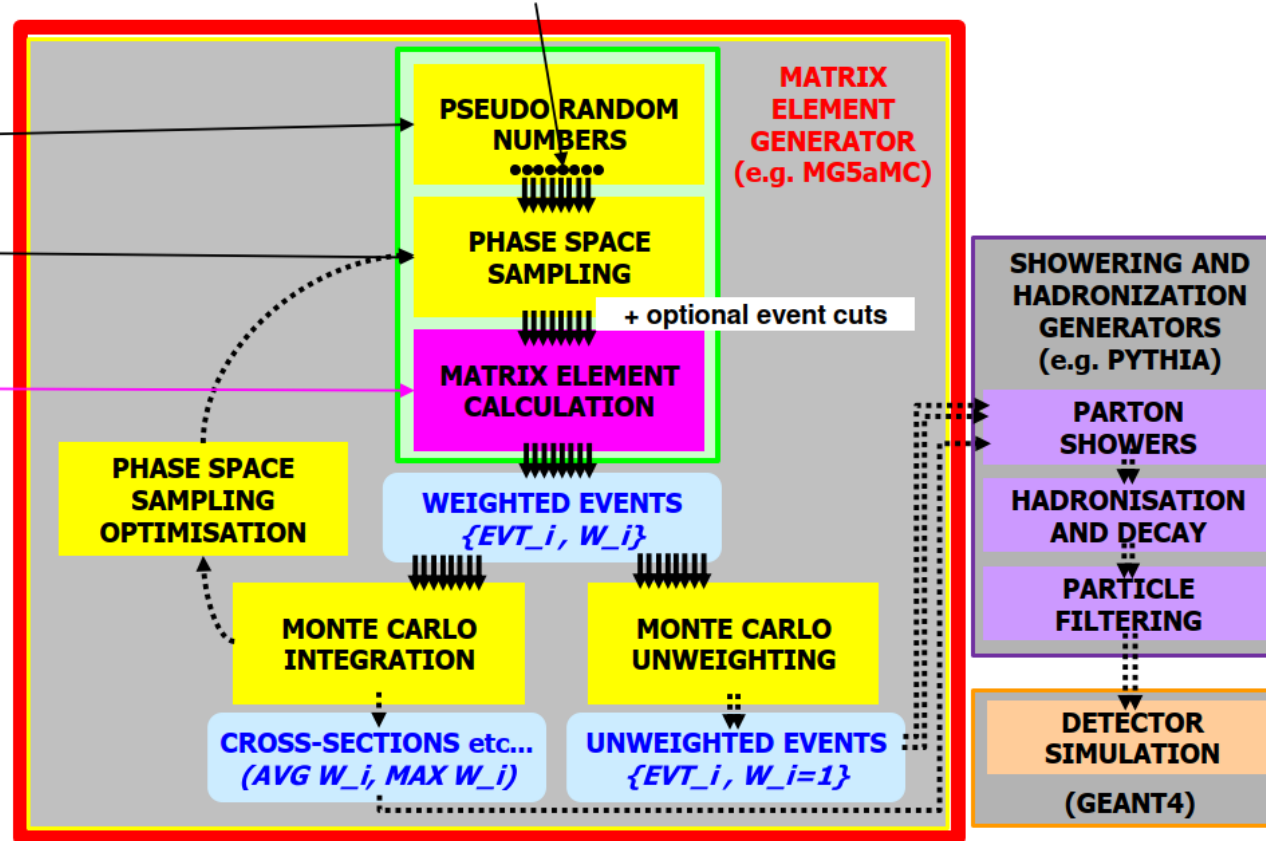 PSEUDO RANDOM
NUMBERS
MATRIX
ELEMENT
GENERATOR
(e.g. MG5aMC)
PHASE SPACE
SAMPLING
+ optional event cuts
MATRIX ELEMENT
CALCULATION
PHASE SPACE
SAMPLING
OPTIMISATION
WEIGHTED EVENTS
{EVT_i , W_i}
MONTE CARLO
INTEGRATION
MONTE CARLO
UNWEIGHTING
CROSS-SECTIONS etc...
(AVG W_i, MAX W_i)
UNWEIGHTED EVENTS
{EVT_i , W_i=1}
SHOWERING AND
HADRONIZATION
GENERATORS
(e.g. PYTHIA)
PARTON
SHOWERS
HADRONISATION
AND DECAY
PARTICLE
FILTERING
DETECTOR
SIMULATION
(GEANT4)